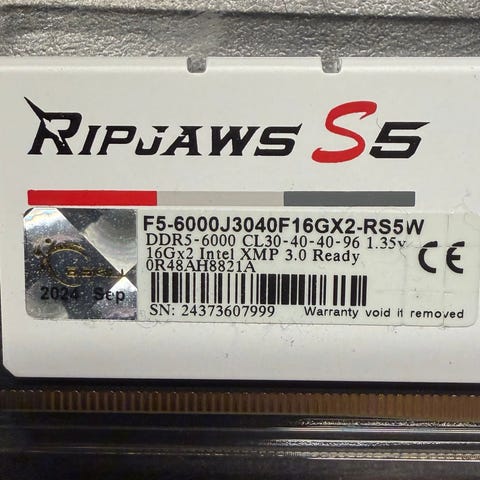 RIPJAWS S5
F5-6000J3040F16GX2-RS5W
DDR5-6000 CL30-40-40-96 1.35v
16Gx2 Intel XMP 3.0 Ready
0R48AH8821A
CE
2024 Sep
SN: 24373607999
Warranty void if removed